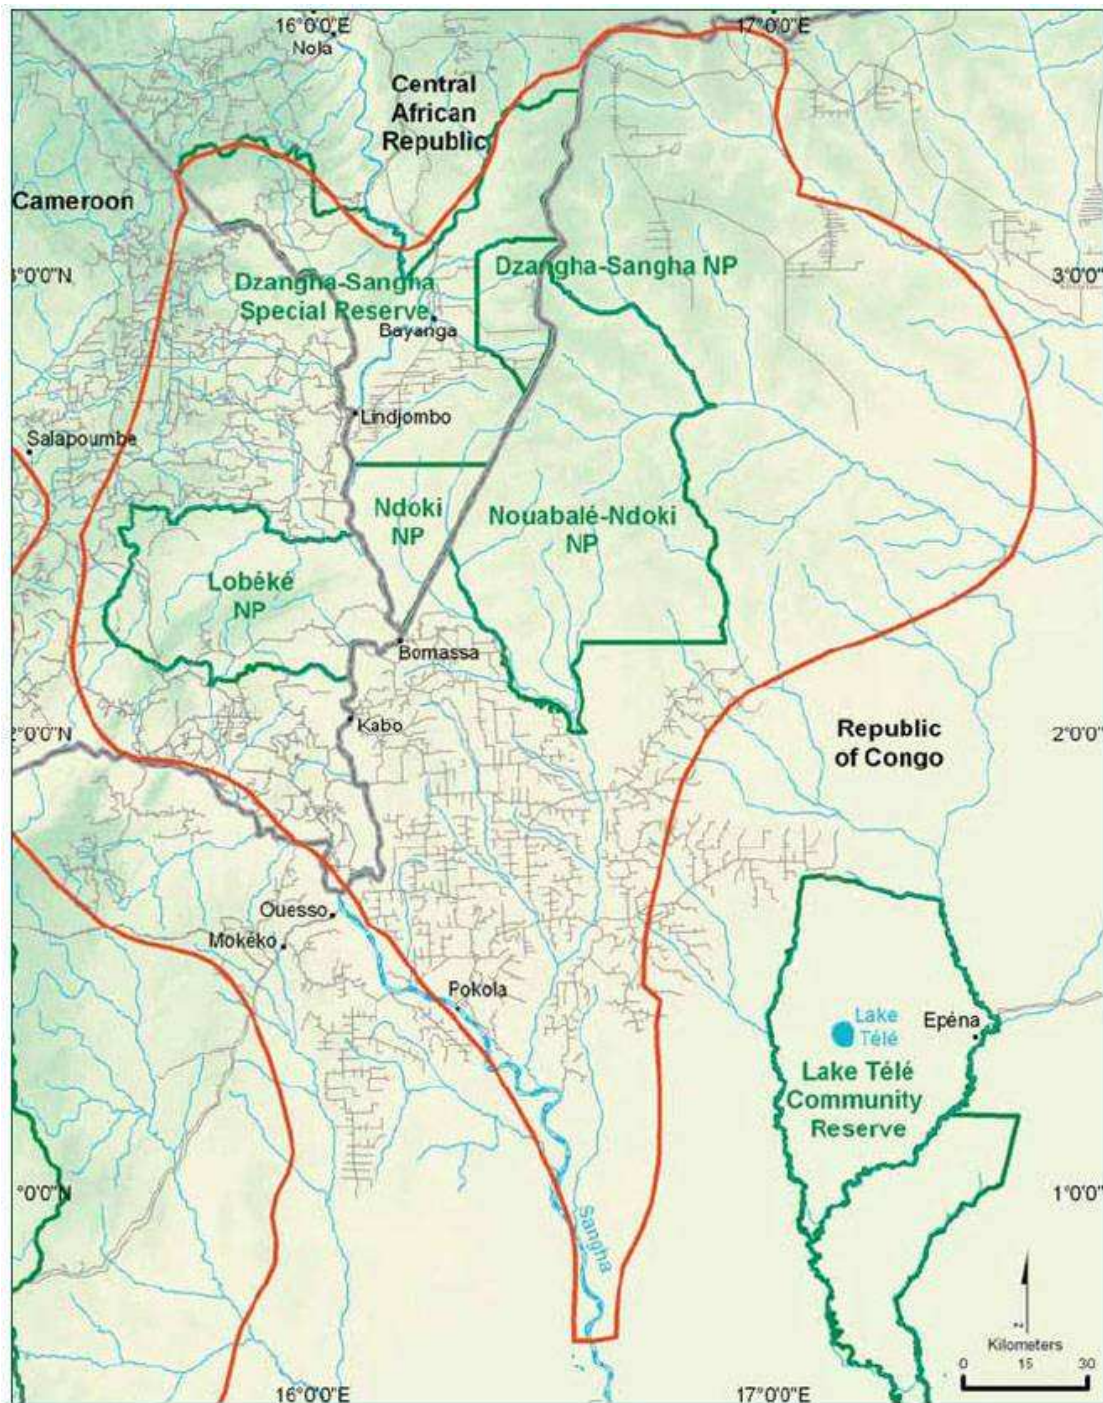 16°0'0"E
17°0'0"E
Nola
Central
African
Republic
Cameroon
3°0'0"N
3°0'0"N
Dzangha-Sangha NP
Dzangha-Sangha
Special Reserve
Bayanga
Lindjombo
Salapoumbe
Ndoki
NP
Nouabalé-Ndoki
NP
Lobéké
NP
Bomassa
Kabo
Republic
of Congo
2°0'0"N
2°0'0"
Ouesso
Mokéko
Pokola
Lake
Télé
Epéna
Lake Télé
Community
Reserve
°0'0"N
1°0'0"
Sangha
N
Kilometers
0 15 30
16°0'0"E
17°0'0"E